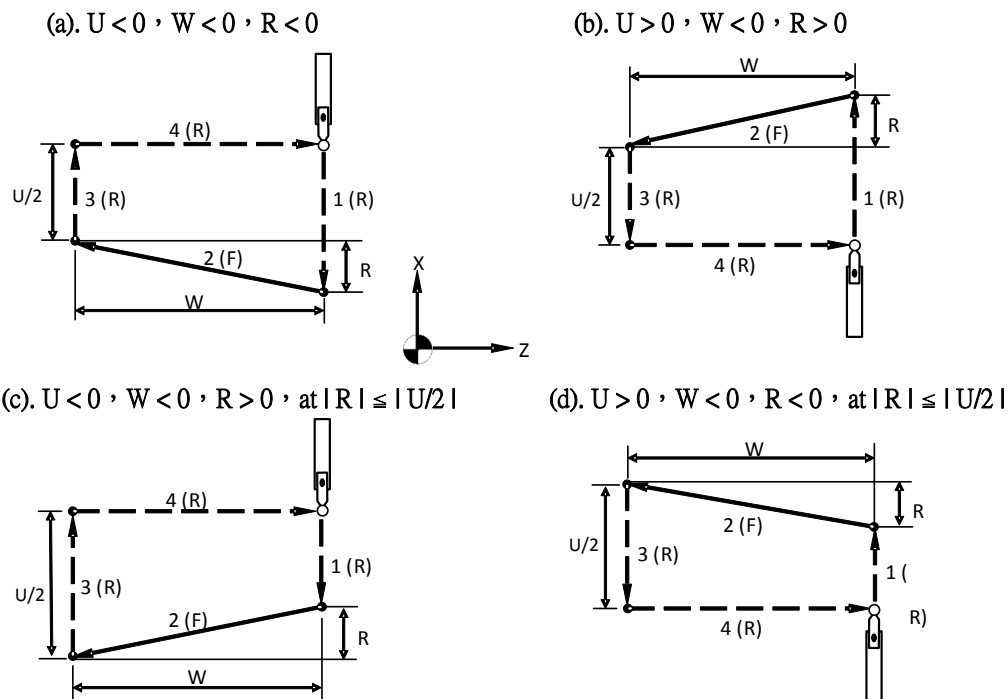 (a). U < 0，W < 0，R < 0
(b). U > 0，W < 0，R > 0
4 (R)
U/2
3 (R)
1 (R)
2 (F)
R
W
W
R
2 (F)
U/2
3 (R)
1 (R)
4 (R)
X
Z
(c). U < 0，W < 0，R > 0，at | R | ≦ | U/2 |
(d). U > 0，W < 0，R < 0，at | R | ≦ | U/2 |
4 (R)
1 (R)
U/2
3 (R)
2 (F)
R
W
W
R
2 (F)
U/2
3 (R)
1 (
R)
4 (R)